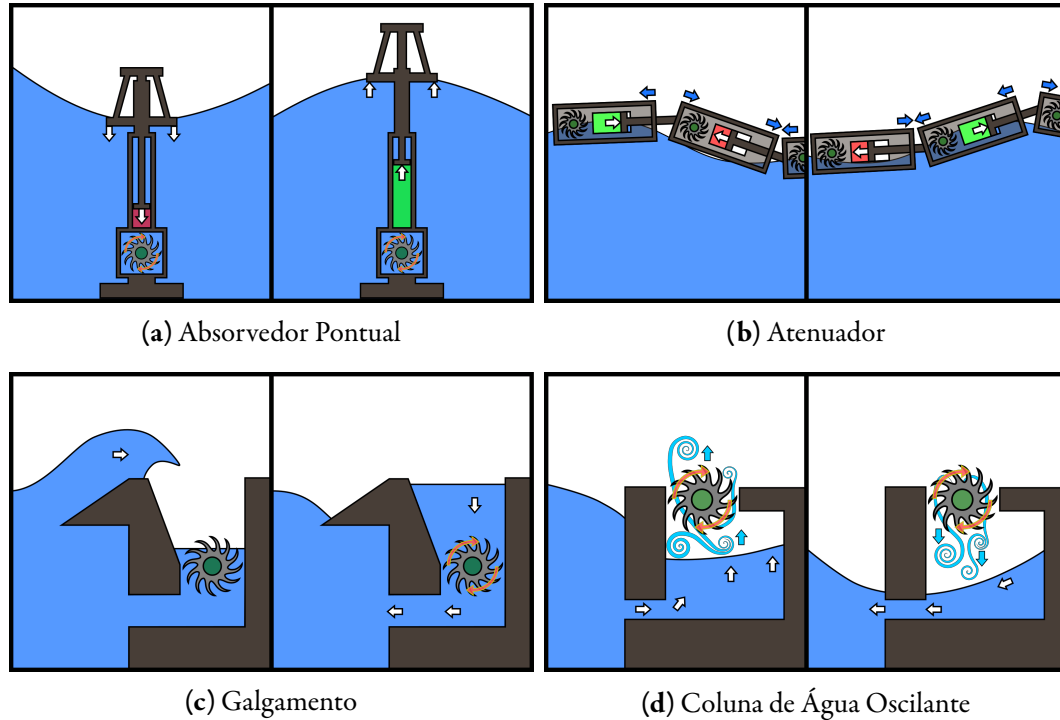 (a) Absorvedor Pontual
(b) Atenuador
(c) Galgamento
(d) Coluna de Água Oscilante